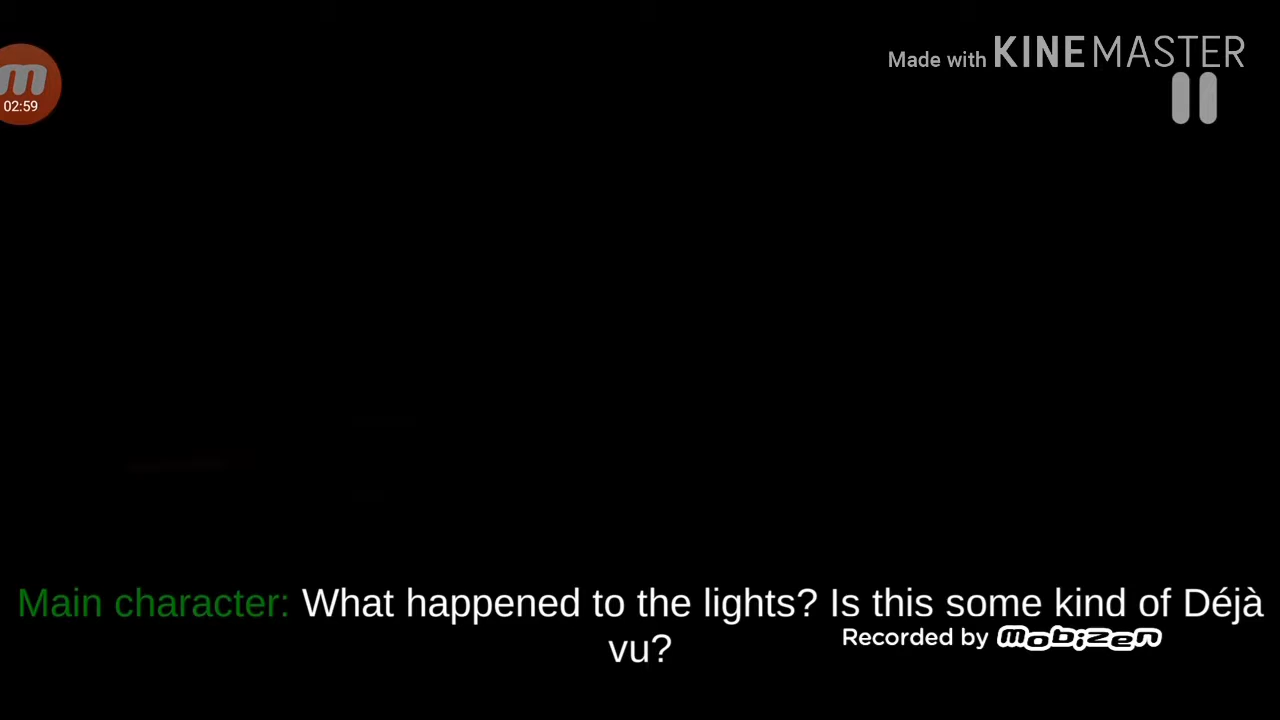 Made with KINEMASTER
02:59
Main character: What happened to the lights? Is this some kind of Déjà
vu?
Recorded by mobizen